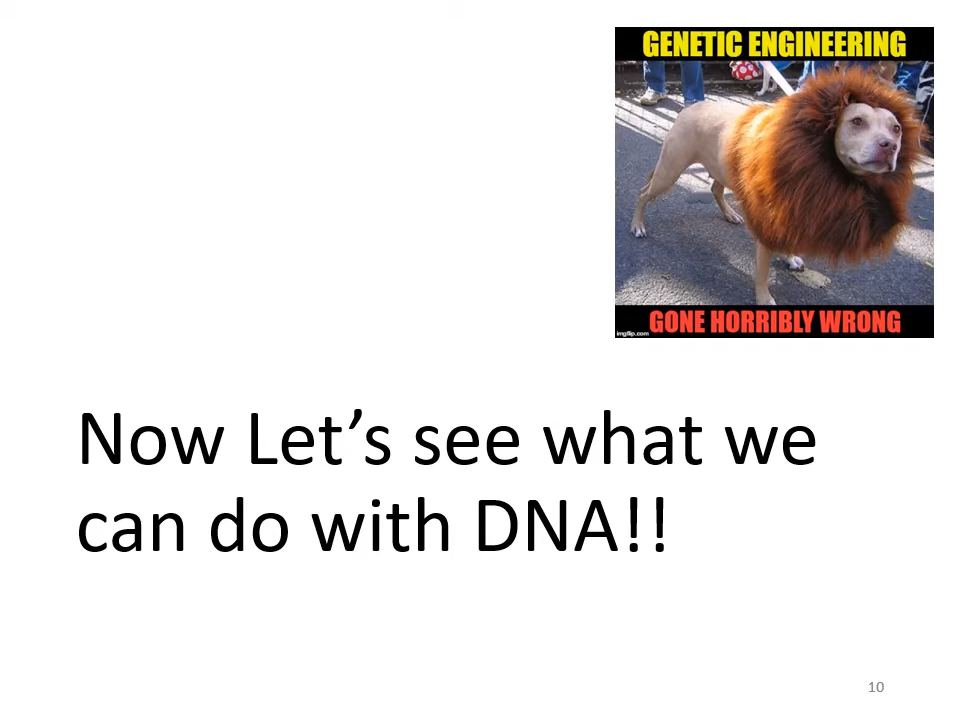 GENETIC ENGINEERING
GONE HORRIBLY WRONG
imgflip.com
Now Let’s see what we
can do with DNA!!
10